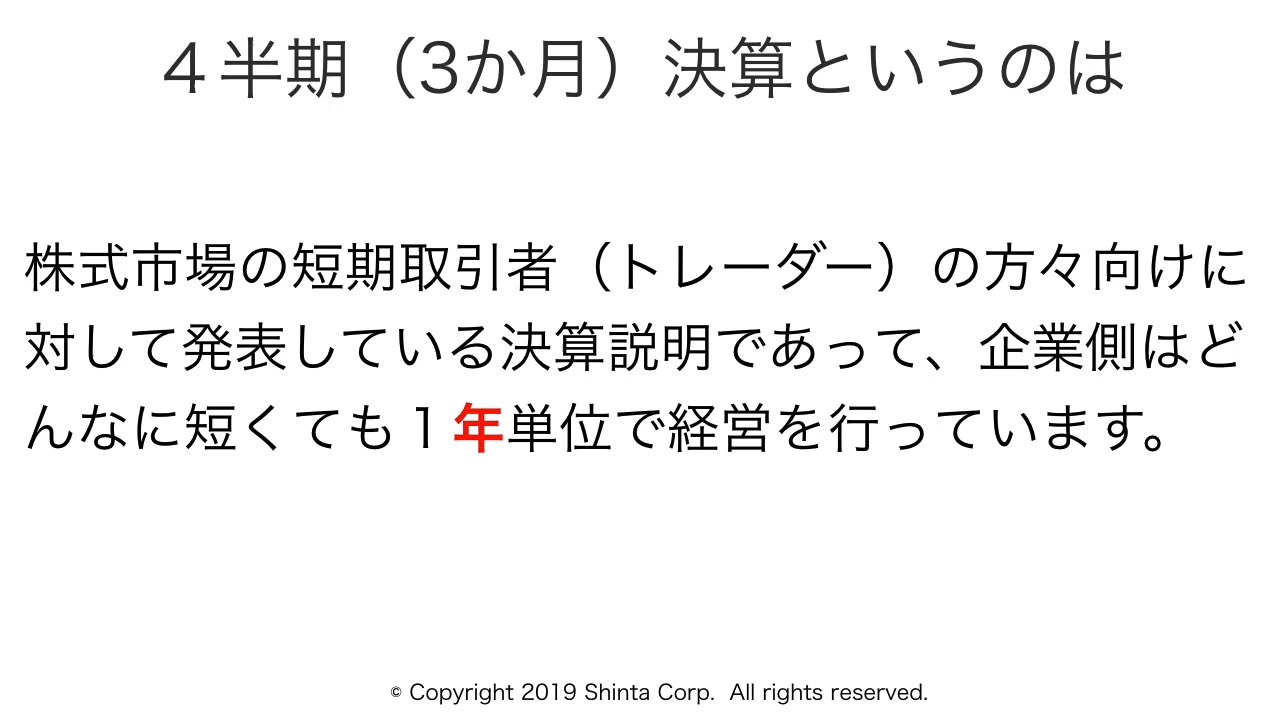 ４半期（3か月）決算というのは
株式市場の短期取引者（トレーダー）の方々向けに
対して発表している決算説明であって、企業側はど
んなに短くても１年単位で経営を行っています。
© Copyright 2019 Shinta Corp.  All rights reserved.